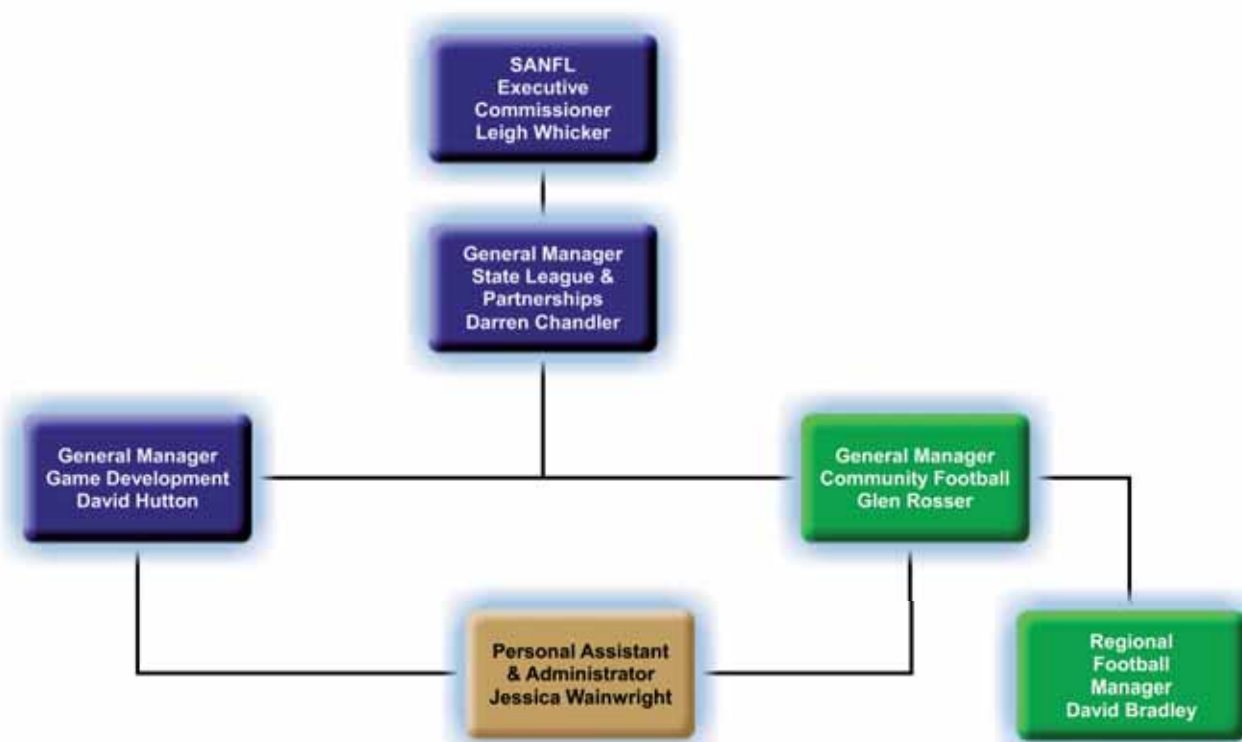 SANFL
Executive
Commissioner
Leigh Whicker
General Manager
State League &
Partnerships
Darren Chandler
General Manager
Game Development
David Hutton
General Manager
Community Football
Glen Rosser
Personal Assistant
& Administrator
Jessica Wainwright
Regional
Football
Manager
David Bradley